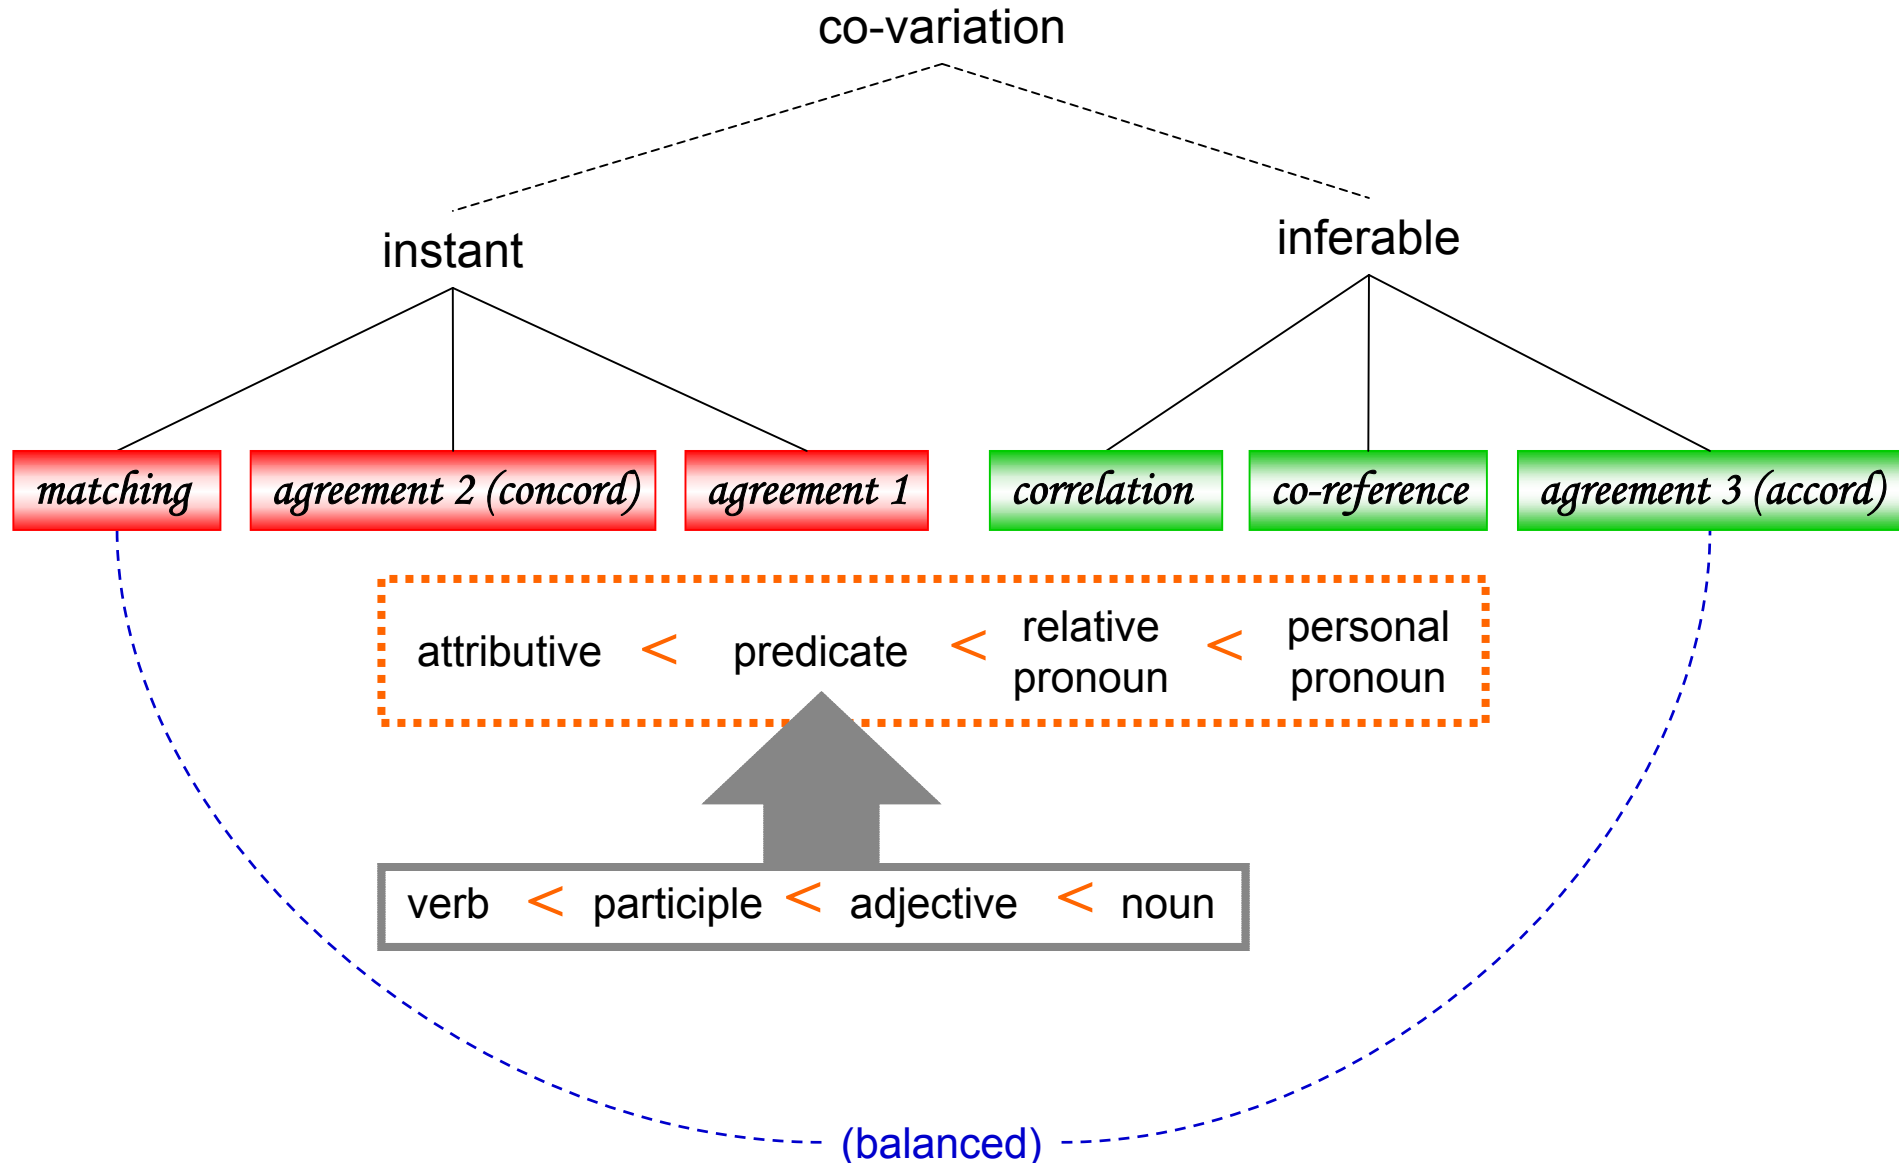 co-variation
instant
inferable
matching
agreement 2 (concord)
agreement 1
correlation
co-reference
agreement 3 (accord)
attributive < predicate < relative pronoun < personal pronoun
verb < participle < adjective < noun
(balanced)